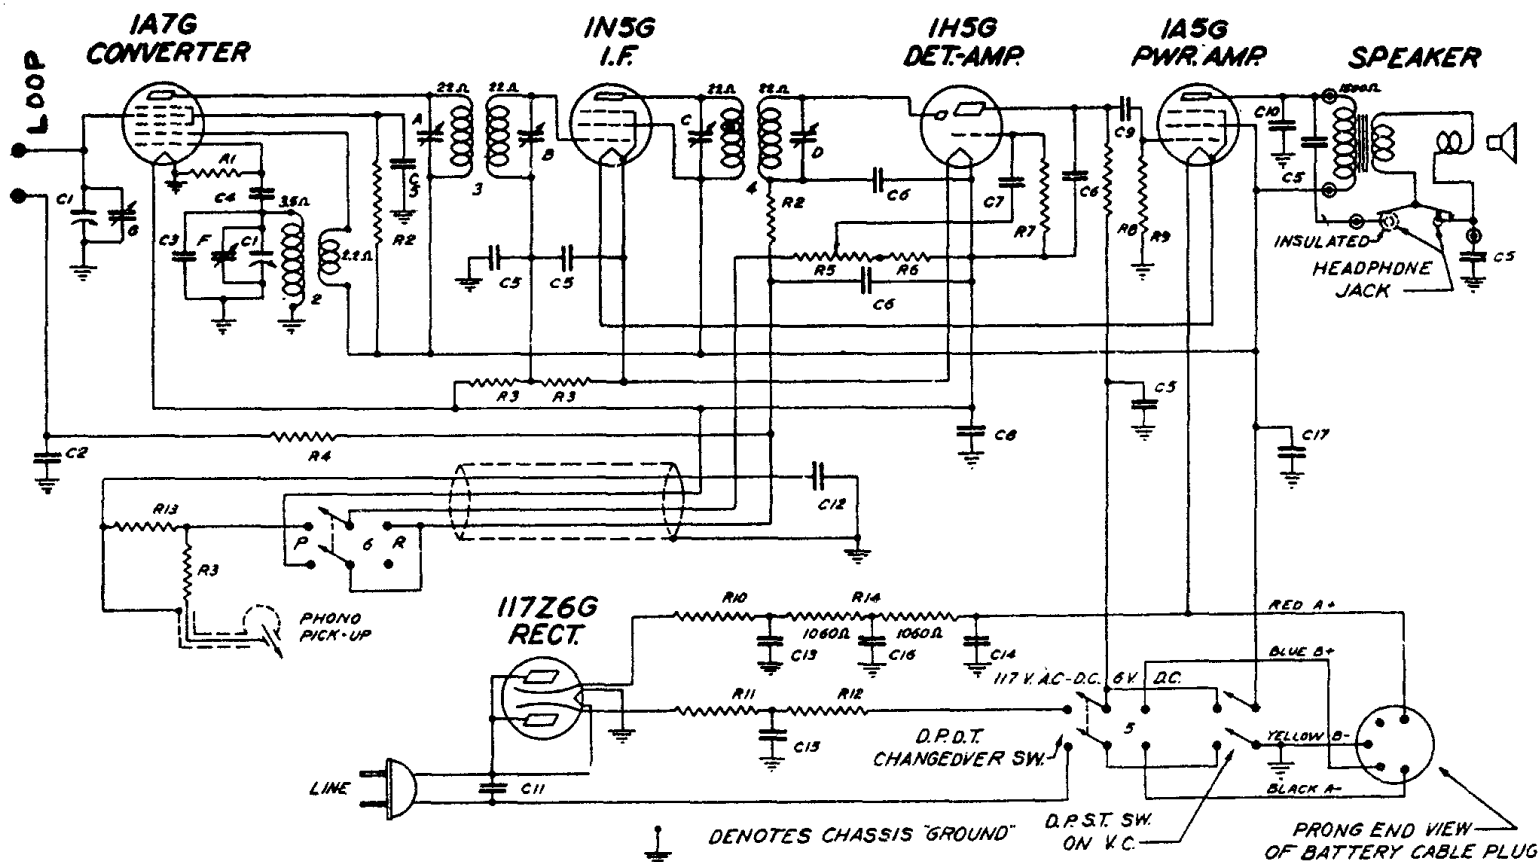 1A7G
CONVERTER
1N5G
I.F.
1H5G
DET.-AMP.
1A5G
PWR. AMP.
SPEAKER
LOOP
22Ω
22Ω
22Ω
22Ω
1500Ω
A
B
C
D
C9
C10
C5
R1
C4
C5
R2
3
4
C6
C7
C6
R7
R8
R9
C1
G
C3
F
C1
3.5Ω
2.2Ω
2
R2
R5
R6
C6
C5
C5
INSULATED
HEADPHONE
JACK
C5
R3
R3
C5
C2
R4
C8
C17
C12
R13
P
6
R
R3
PHONO
PICK-UP
117Z6G
RECT.
R10
R14
1060Ω
1060Ω
C13
C16
C14
RED A+
BLUE B+
117 V. A.C.-D.C.
6 V. D.C.
R11
R12
C15
D.P.D.T.
CHANGEOVER SW.
5
YELLOW B-
BLACK A-
LINE
C11
DENOTES CHASSIS "GROUND"
D.P.S.T. SW.
ON V.C.
PRONG END VIEW
OF BATTERY CABLE PLUG